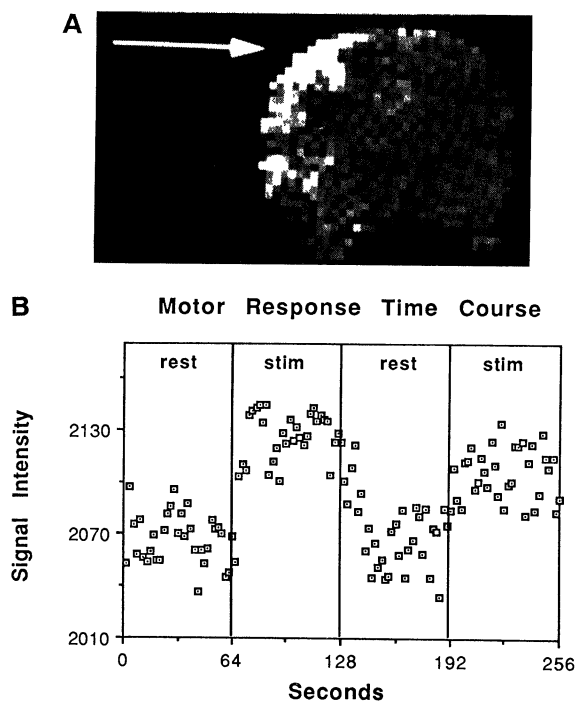 A
B Motor Response Time Course
rest stim rest stim
Signal Intensity
2130
2070
2010
0 64 128 192 256
Seconds